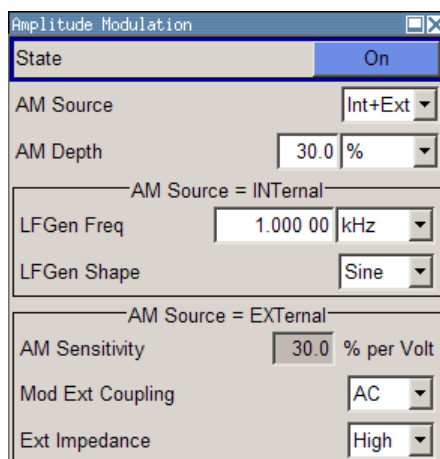 Amplitude Modulation
State On
AM Source Int+Ext
AM Depth 30.0 %
AM Source = INTernal
LFGen Freq 1.000 00 kHz
LFGen Shape Sine
AM Source = EXTernal
AM Sensitivity 30.0 % per Volt
Mod Ext Coupling AC
Ext Impedance High